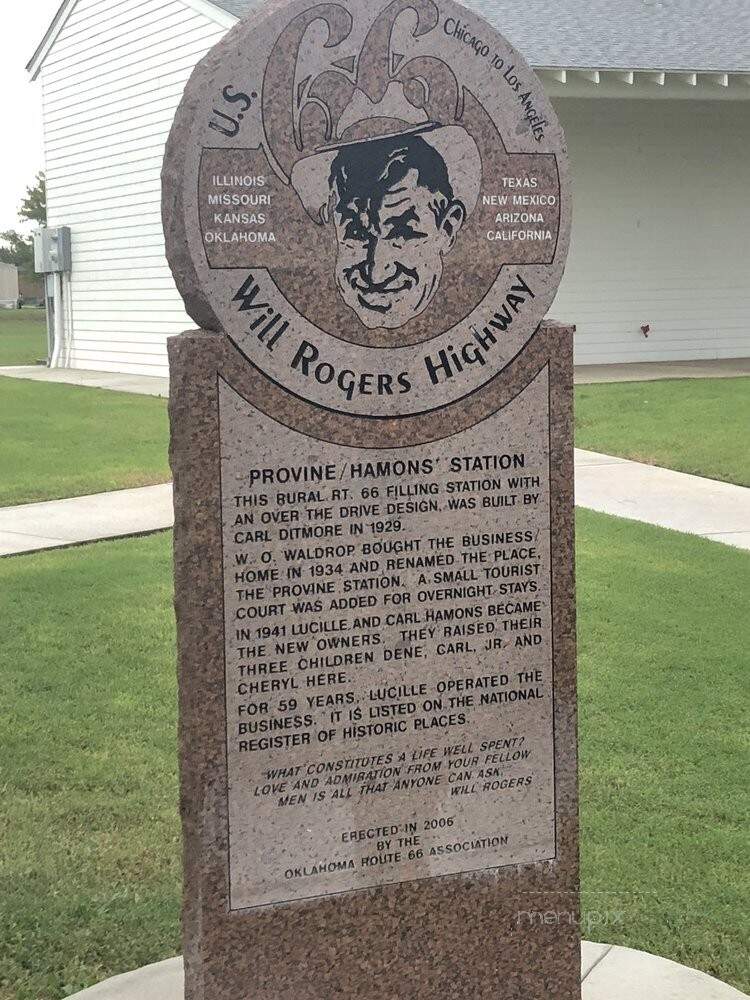 U.S. 66
Chicago to Los Angeles
ILLINOIS
MISSOURI
KANSAS
OKLAHOMA
TEXAS
NEW MEXICO
ARIZONA
CALIFORNIA
Will Rogers Highway
PROVINE/HAMONS' STATION
THIS RURAL RT. 66 FILLING STATION WITH
AN OVER THE DRIVE DESIGN, WAS BUILT BY
CARL DITMORE IN 1929.
W. O. WALDROP BOUGHT THE BUSINESS/
HOME IN 1934 AND RENAMED THE PLACE,
THE PROVINE STATION. A SMALL TOURIST
COURT WAS ADDED FOR OVERNIGHT STAYS.
IN 1941 LUCILLE AND CARL HAMONS BECAME
THE NEW OWNERS. THEY RAISED THEIR
THREE CHILDREN DENE, CARL, JR. AND
CHERYL HERE.
FOR 59 YEARS, LUCILLE OPERATED THE
BUSINESS. IT IS LISTED ON THE NATIONAL
REGISTER OF HISTORIC PLACES.
WHAT CONSTITUTES A LIFE WELL SPENT?
LOVE AND ADMIRATION FROM YOUR FELLOW
MEN IS ALL THAT ANYONE CAN ASK.
WILL ROGERS
ERECTED IN 2006
BY THE
OKLAHOMA ROUTE 66 ASSOCIATION
menupix